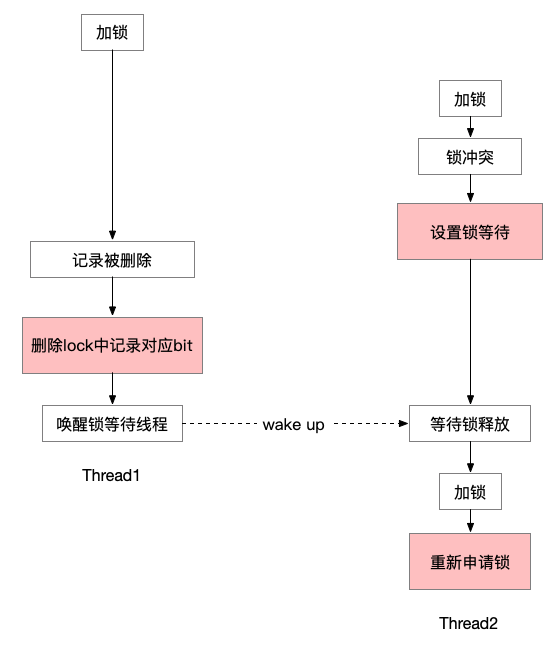 加锁
记录被删除
删除lock中记录对应bit
唤醒锁等待线程
Thread1
wake up
加锁
锁冲突
设置锁等待
等待锁释放
加锁
重新申请锁
Thread2